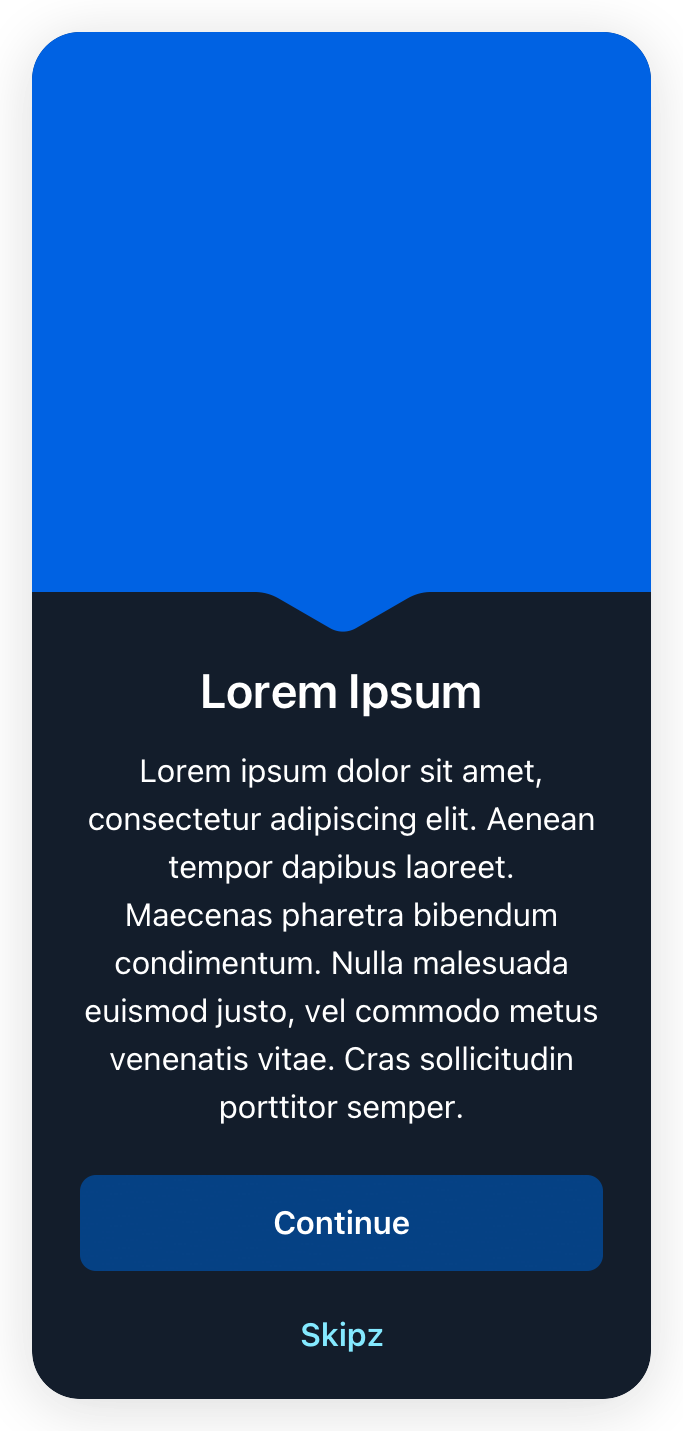 Lorem Ipsum
Lorem ipsum dolor sit amet,
consectetur adipiscing elit. Aenean
tempor dapibus laoreet.
Maecenas pharetra bibendum
condimentum. Nulla malesuada
euismod justo, vel commodo metus
venenatis vitae. Cras sollicitudin
porttitor semper.
Continue
Skipz